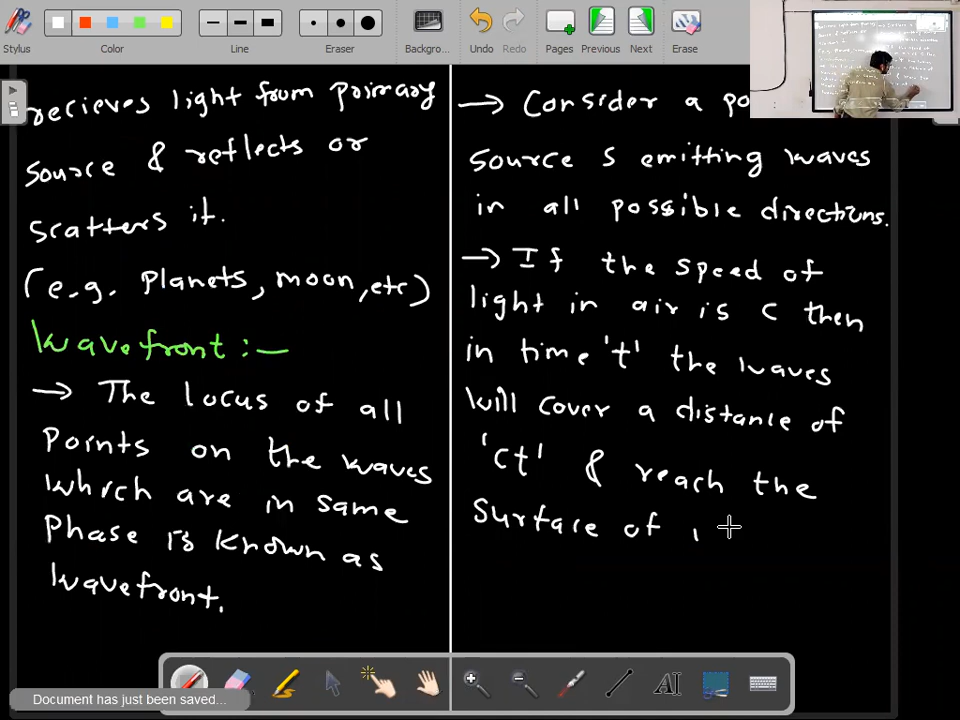 Stylus
Color
Line
Eraser
Backgro...
Undo
Redo
Pages
Previous
Next
Erase
recieves light from primary
source & reflects or
scatters it.
(e.g. planets, moon, etc)
Wavefront :—
→ The locus of all
Points on the waves
which are in same
Phase is known as
wavefront.
→ Consider a
source S emitting waves
in all possible directions.
→ If the speed of
light in air is c then
in time 't' the waves
will cover a distance of
'ct' & reach the
surface of
Document has just been saved...
AI